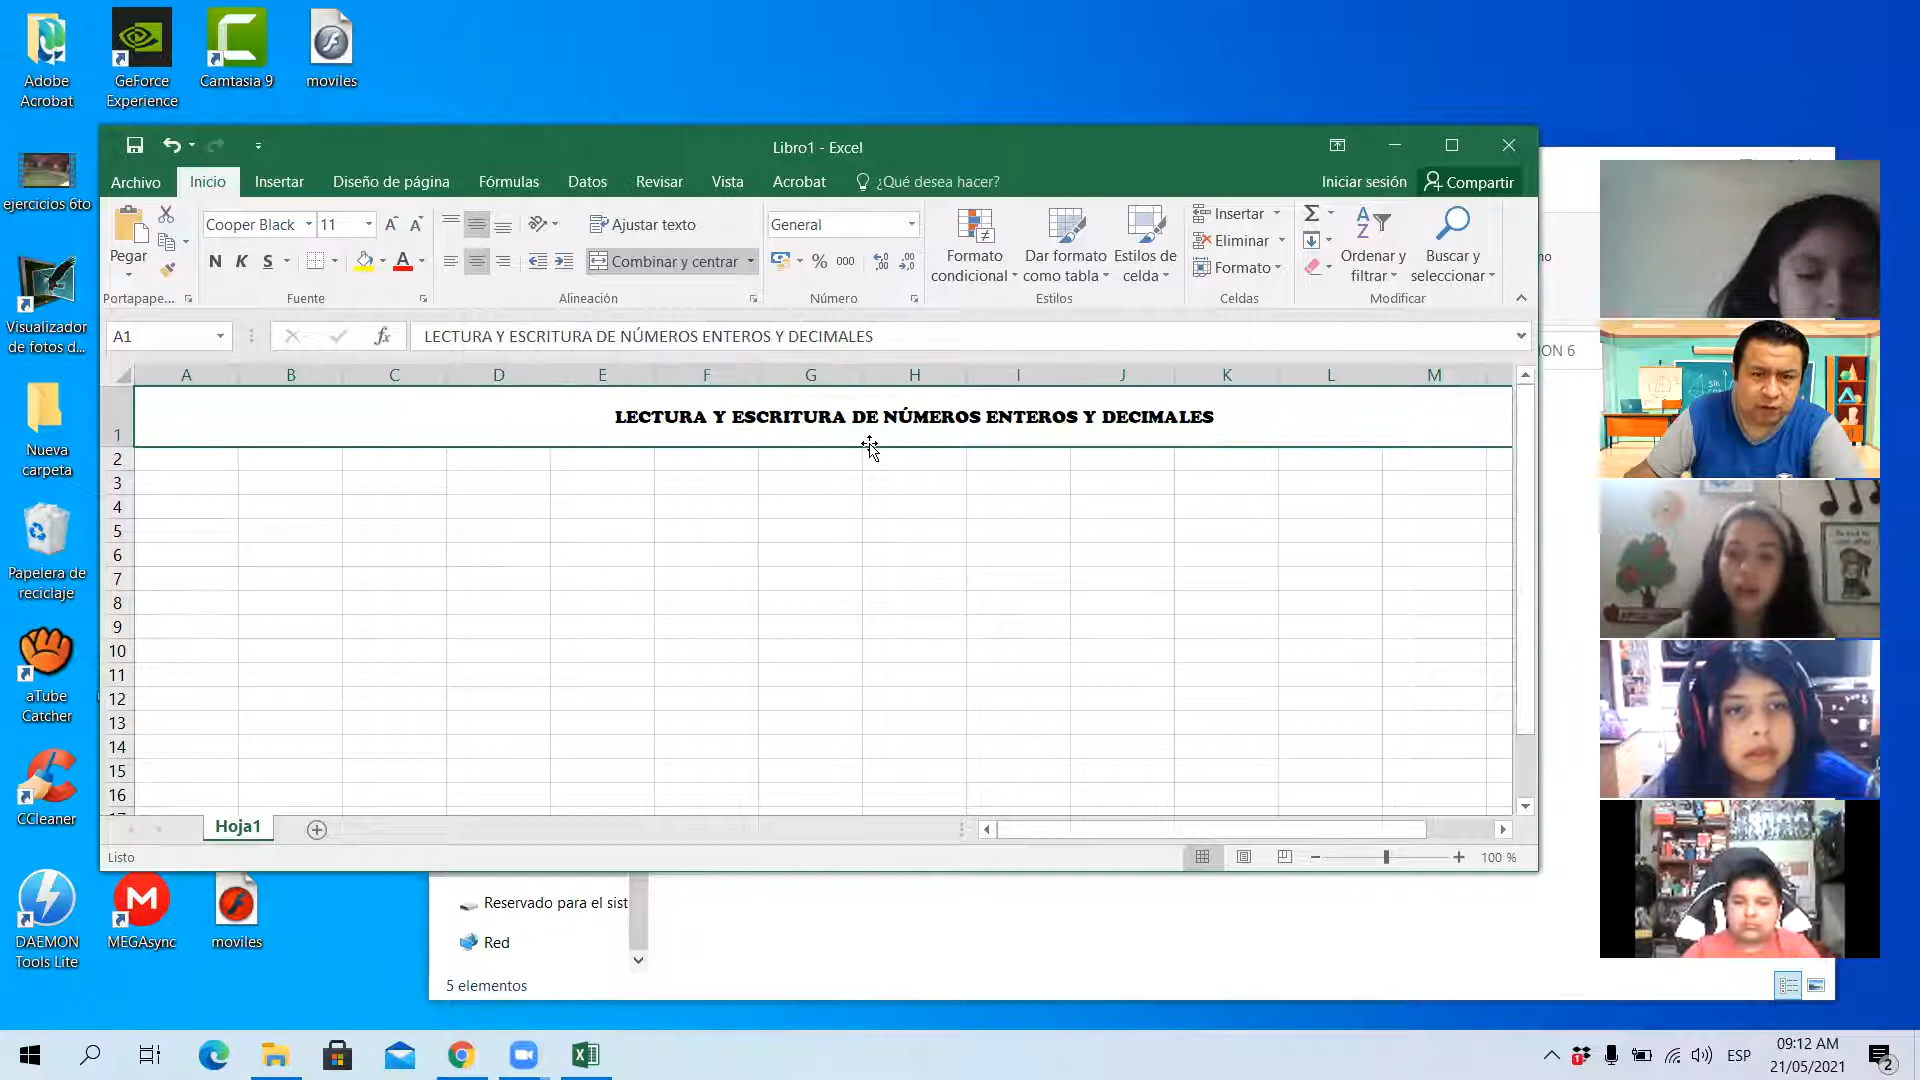 Adobe Acrobat
GeForce Experience
Camtasia 9
moviles
ejercicios 6to
Visualizador de fotos d...
Nueva carpeta
Papelera de reciclaje
aTube Catcher
CCleaner
DAEMON Tools Lite
MEGAsync
moviles
Libro1 - Excel
Archivo
Inicio
Insertar
Diseño de página
Fórmulas
Datos
Revisar
Vista
Acrobat
¿Qué desea hacer?
Iniciar sesión
Compartir
Pegar
Portapape...
Cooper Black
11
N K S
Fuente
Ajustar texto
Combinar y centrar
Alineación
General
% 000
Número
Formato condicional
Dar formato como tabla
Estilos de celda
Estilos
Insertar
Eliminar
Formato
Celdas
Ordenar y filtrar
Buscar y seleccionar
Modificar
A1
fx
LECTURA Y ESCRITURA DE NÚMEROS ENTEROS Y DECIMALES
ION 6
A B C D E F G H I J K L M
1 LECTURA Y ESCRITURA DE NÚMEROS ENTEROS Y DECIMALES
2
3
4
5
6
7
8
9
10
11
12
13
14
15
16
Hoja1
Listo
100 %
Reservado para el sist
Red
5 elementos
ESP
09:12 AM
21/05/2021
2